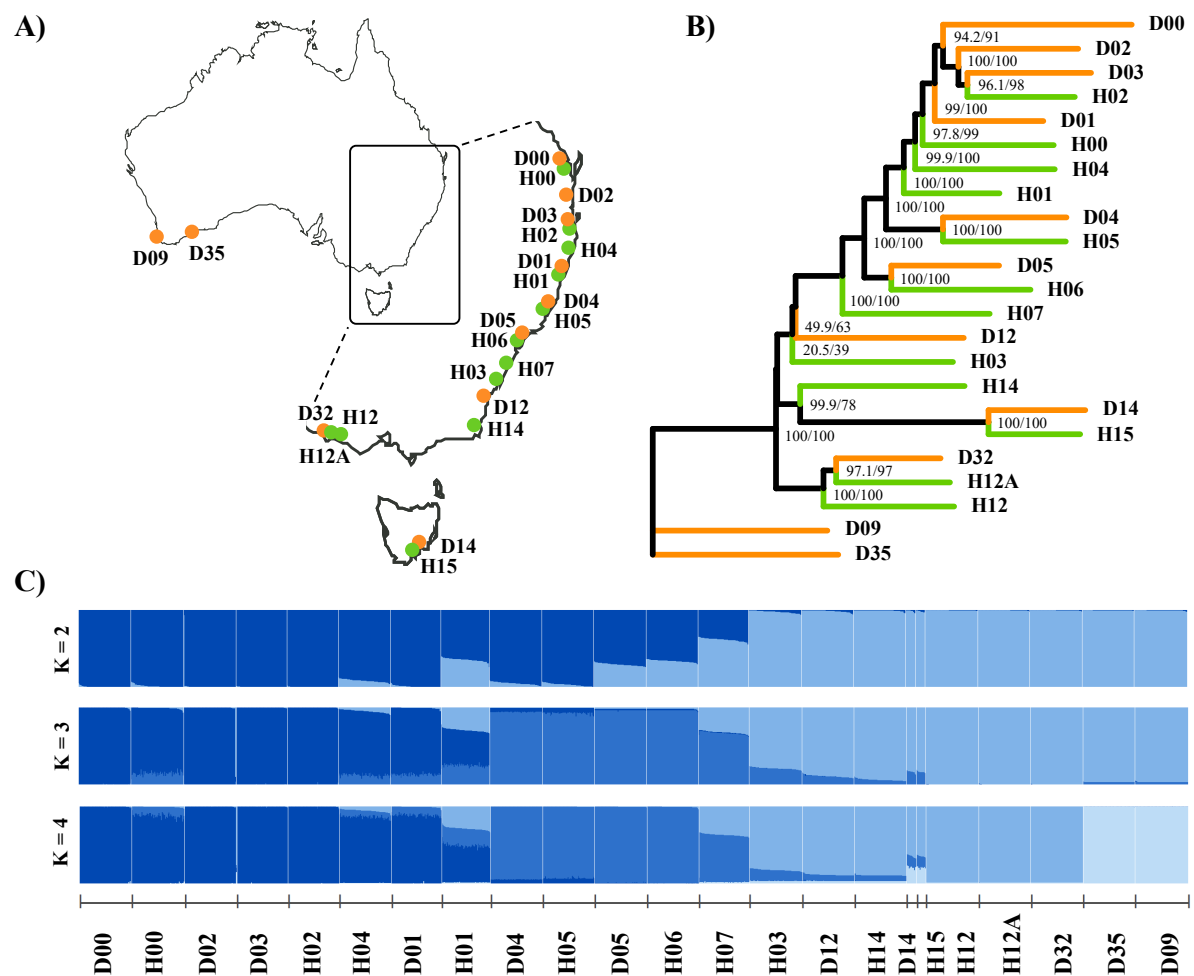 A)
D09
D35
D00
H00
D02
D03
H02
H04
D01
H01
D04
H05
D05
H06
H07
H03
D12
H14
D32
H12
H12A
D14
H15
B)
D00
94.2/91
D02
100/100
D03
96.1/98
H02
99/100
D01
97.8/99
H00
99.9/100
H04
100/100
H01
100/100
D04
100/100
100/100
H05
D05
100/100
H06
100/100
H07
49.9/63
D12
20.5/39
H03
H14
99.9/78
D14
100/100
100/100
H15
D32
97.1/97
H12A
100/100
H12
D09
D35
C)
K = 2
K = 3
K = 4
D00
H00
D02
D03
H02
H04
D01
H01
D04
H05
D05
H06
H07
H03
D12
H14
D14
H15
H12
H12A
D32
D35
D09